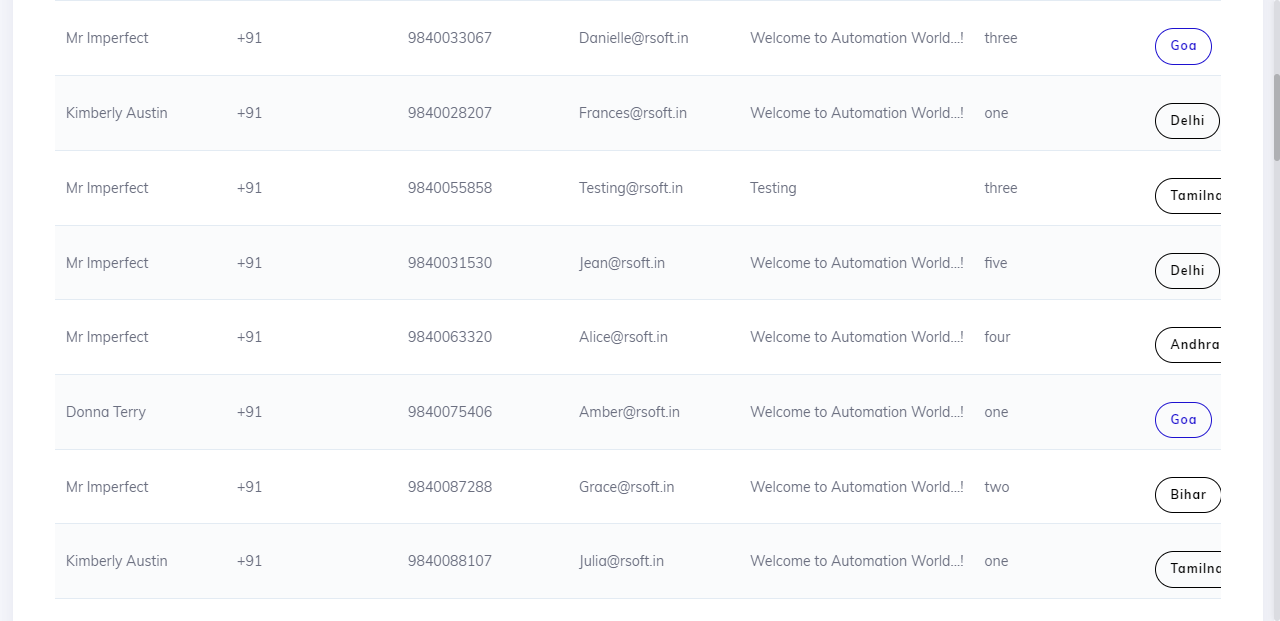 Mr Imperfect +91 9840033067 Danielle@rsoft.in Welcome to Automation World...! three Goa
Kimberly Austin +91 9840028207 Frances@rsoft.in Welcome to Automation World...! one Delhi
Mr Imperfect +91 9840055858 Testing@rsoft.in Testing three Tamilna
Mr Imperfect +91 9840031530 Jean@rsoft.in Welcome to Automation World...! five Delhi
Mr Imperfect +91 9840063320 Alice@rsoft.in Welcome to Automation World...! four Andhra
Donna Terry +91 9840075406 Amber@rsoft.in Welcome to Automation World...! one Goa
Mr Imperfect +91 9840087288 Grace@rsoft.in Welcome to Automation World...! two Bihar
Kimberly Austin +91 9840088107 Julia@rsoft.in Welcome to Automation World...! one Tamilna